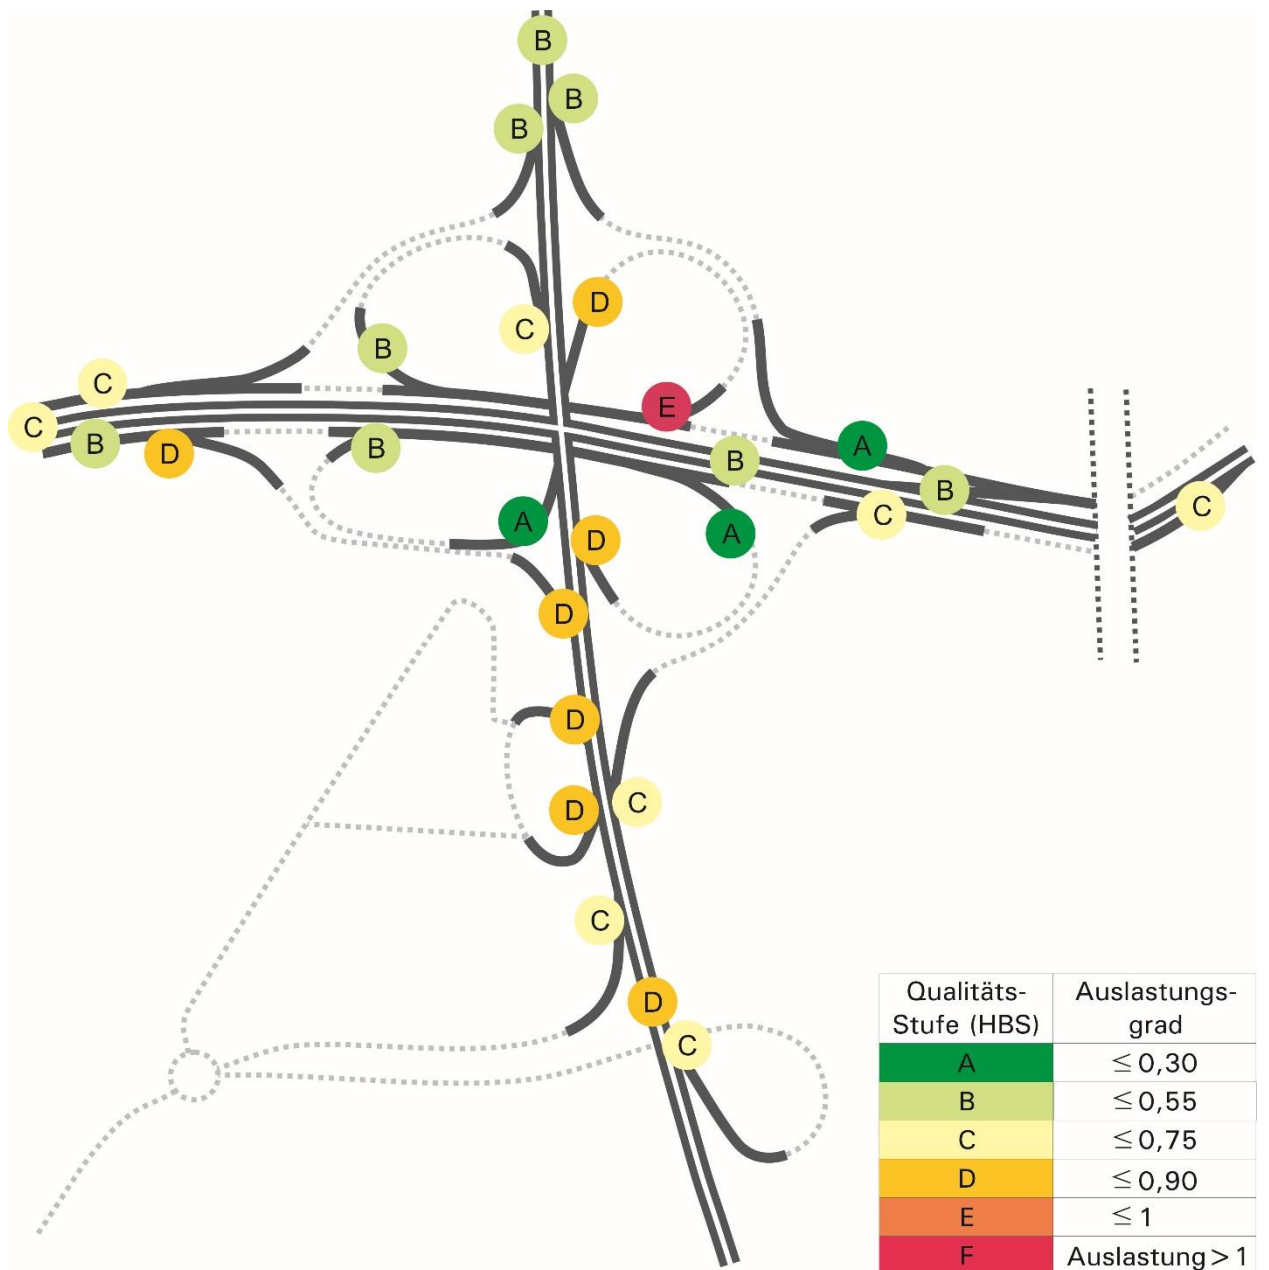 B
B
B
D
C
B
C
E
C
B
B
D
A
B
B
A
D
A
C
C
D
D
D
D
C
C
D
C
Qualitäts- Auslastungs-
Stufe (HBS) grad
A ≤ 0,30
B ≤ 0,55
C ≤ 0,75
D ≤ 0,90
E ≤ 1
F Auslastung > 1